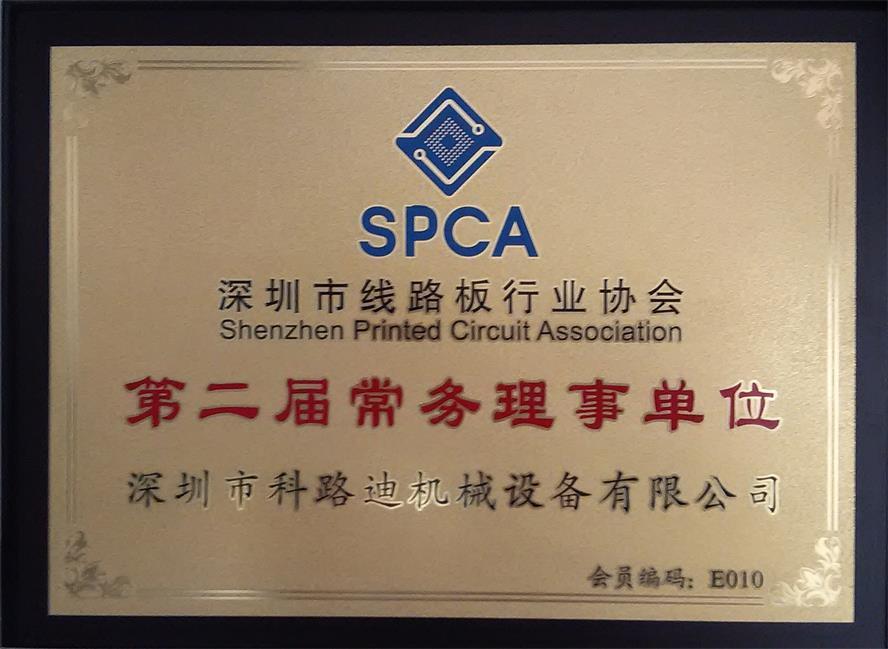 SPCA
深圳市线路板行业协会
Shenzhen Printed Circuit Association
第二届常务理事单位
深圳市科路迪机械设备有限公司
会员编码：E010